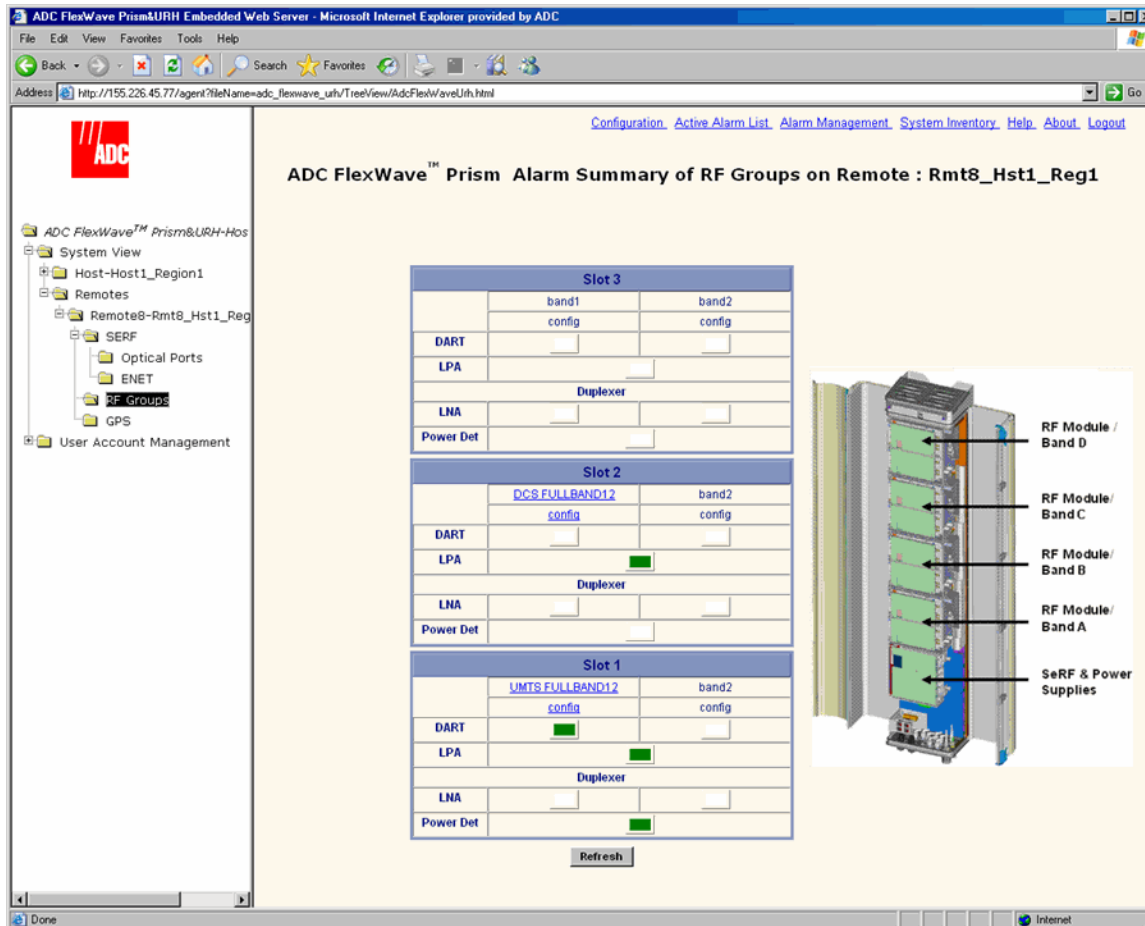 ADC FlexWave Prism&URH Embedded Web Server - Microsoft Internet Explorer provided by ADC
File Edit View Favorites Tools Help
Back Search Favorites
Address http://155.226.45.77/agent?fileName=adc_flexwave_urh/TreeView/AdcFlexWaveUrh.html Go
ADC
Configuration Active Alarm List Alarm Management System Inventory Help About Logout
ADC FlexWave™ Prism Alarm Summary of RF Groups on Remote : Rmt8_Hst1_Reg1
ADC FlexWave™ Prism&URH-Hos
System View
Host-Host1_Region1
Remotes
Remote8-Rmt8_Hst1_Reg
SERF
Optical Ports
ENET
RF Groups
GPS
User Account Management
Slot 3
band1 band2
config config
DART
LPA
Duplexer
LNA
Power Det
Slot 2
DCS FULLBAND12 band2
config config
DART
LPA
Duplexer
LNA
Power Det
Slot 1
UMTS FULLBAND12 band2
config config
DART
LPA
Duplexer
LNA
Power Det
Refresh
RF Module /
Band D
RF Module/
Band C
RF Module/
Band B
RF Module/
Band A
SeRF & Power
Supplies
Done Internet